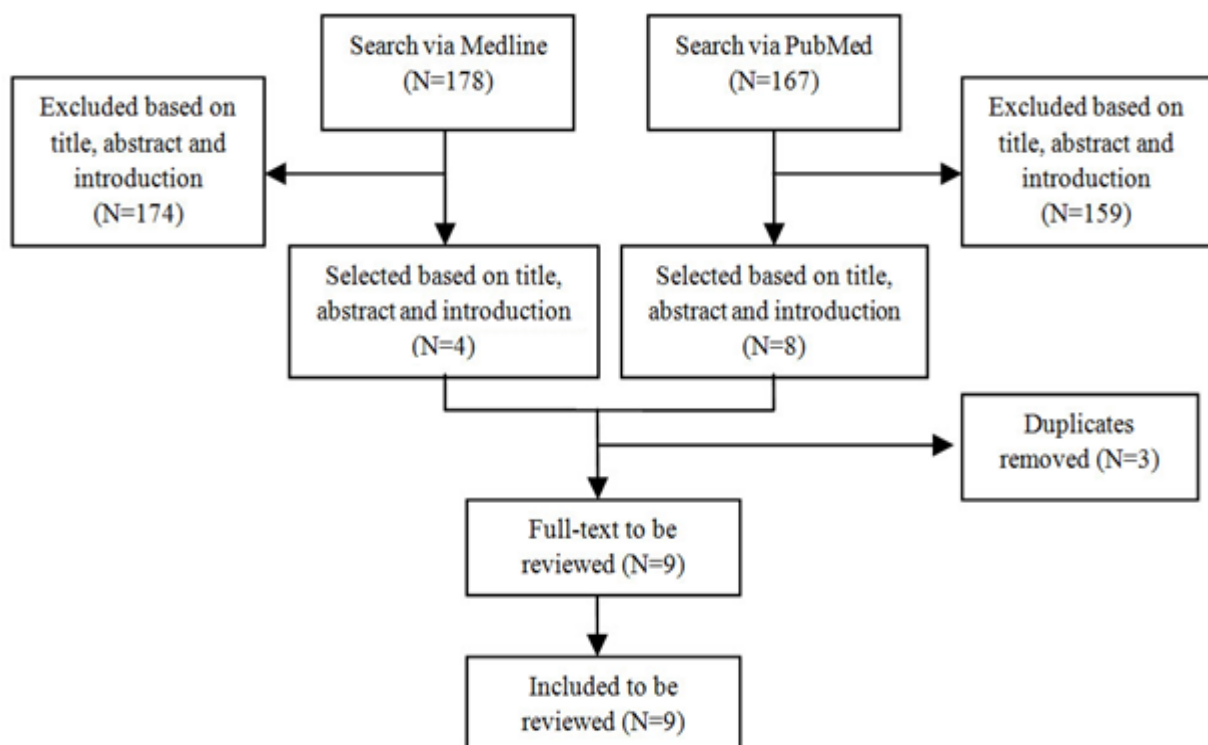 Search via Medline
(N=178)
Search via PubMed
(N=167)
Excluded based on
title, abstract and
introduction
(N=174)
Excluded based on
title, abstract and
introduction
(N=159)
Selected based on title,
abstract and introduction
(N=4)
Selected based on title,
abstract and introduction
(N=8)
Duplicates
removed (N=3)
Full-text to be
reviewed (N=9)
Included to be
reviewed (N=9)